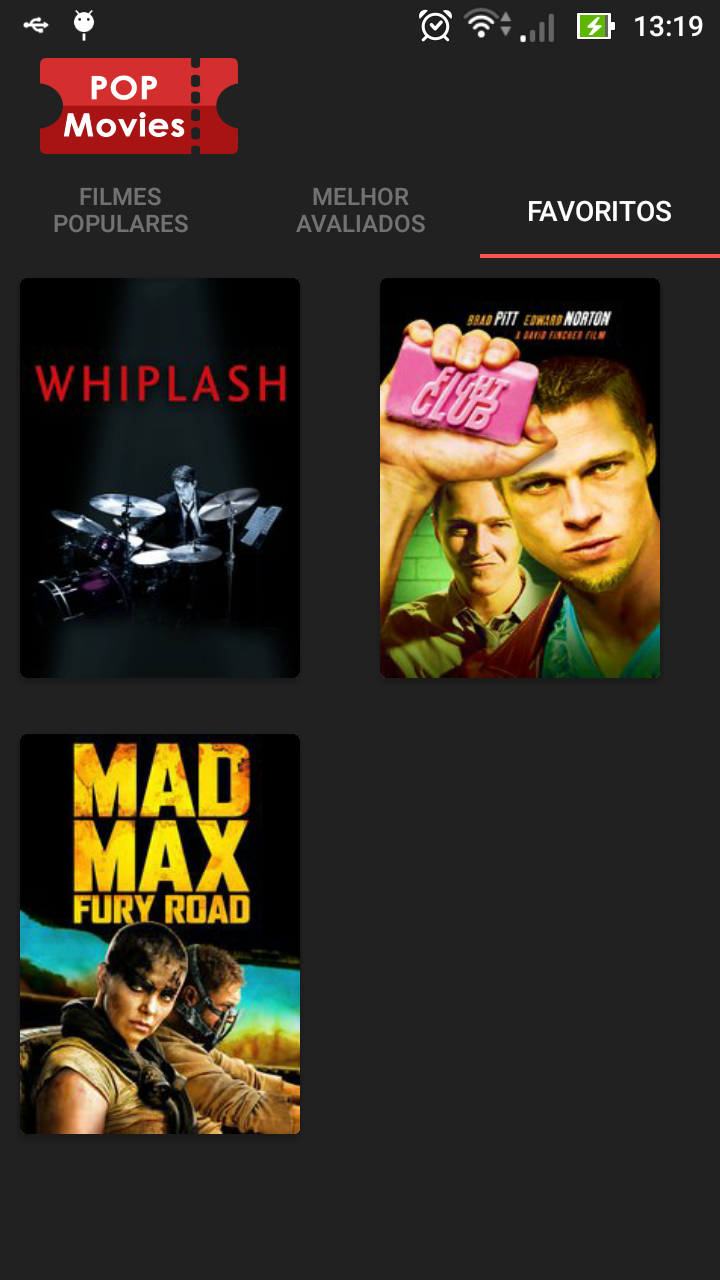 13:19
POP
Movies
FILMES
POPULARES
MELHOR
AVALIADOS
FAVORITOS
WHIPLASH
BRAD PITT EDWARD NORTON
A DAVID FINCHER FILM
FIGHT
CLUB
MAD
MAX
FURY ROAD